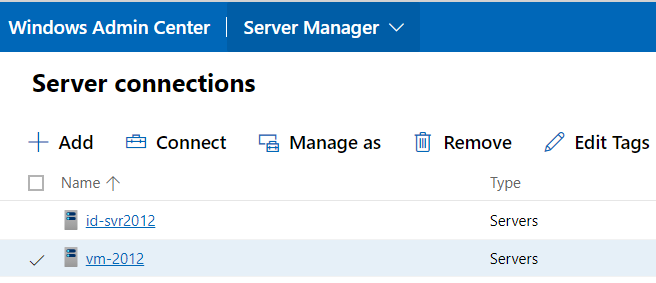 Windows Admin Center Server Manager
Server connections
Add Connect Manage as Remove Edit Tags
Name Type
id-svr2012 Servers
vm-2012 Servers